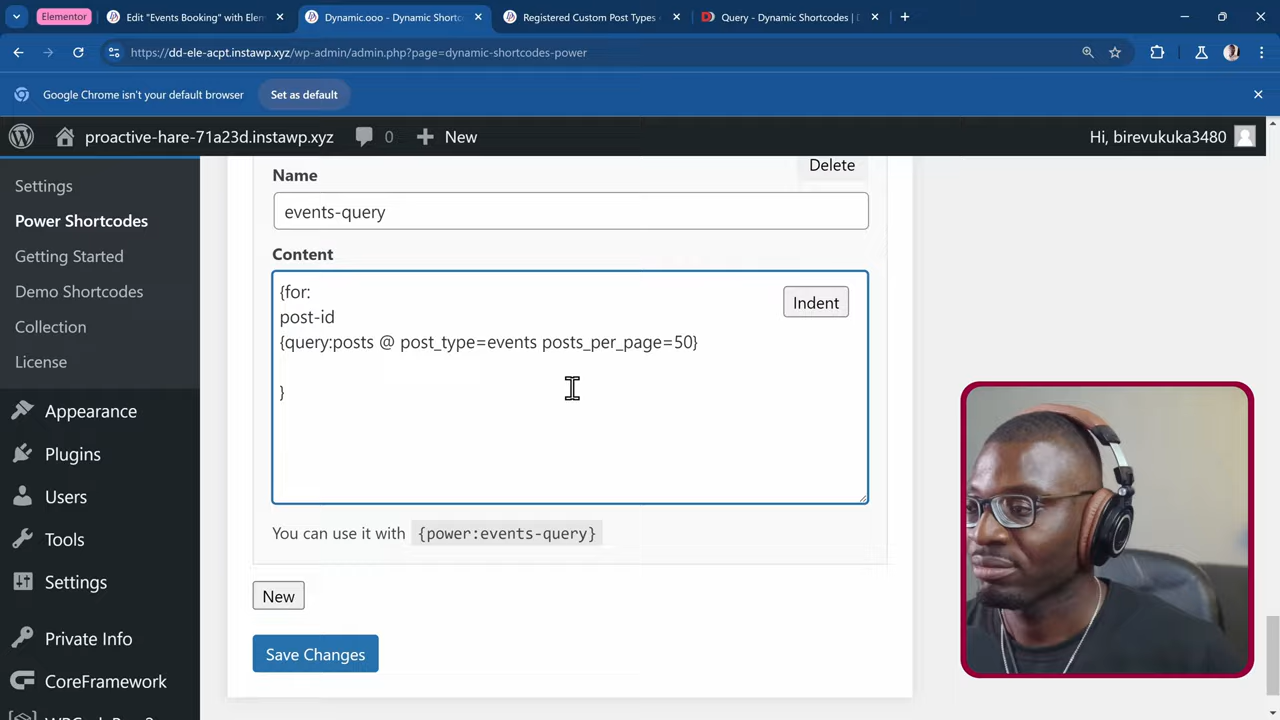 Elementor
Edit "Events Booking" with Elem
Dynamic.ooo - Dynamic Shortc
Registered Custom Post Types
Query - Dynamic Shortcodes |
https://dd-ele-acpt.instawp.xyz/wp-admin/admin.php?page=dynamic-shortcodes-power
Google Chrome isn't your default browser
Set as default
proactive-hare-71a23d.instawp.xyz
0
New
Hi, birevukuka3480
Settings
Power Shortcodes
Getting Started
Demo Shortcodes
Collection
License
Appearance
Plugins
Users
Tools
Settings
Private Info
CoreFramework
Name
Delete
events-query
Content
{for:
post-id
{query:posts @ post_type=events posts_per_page=50}
}
Indent
You can use it with {power:events-query}
New
Save Changes